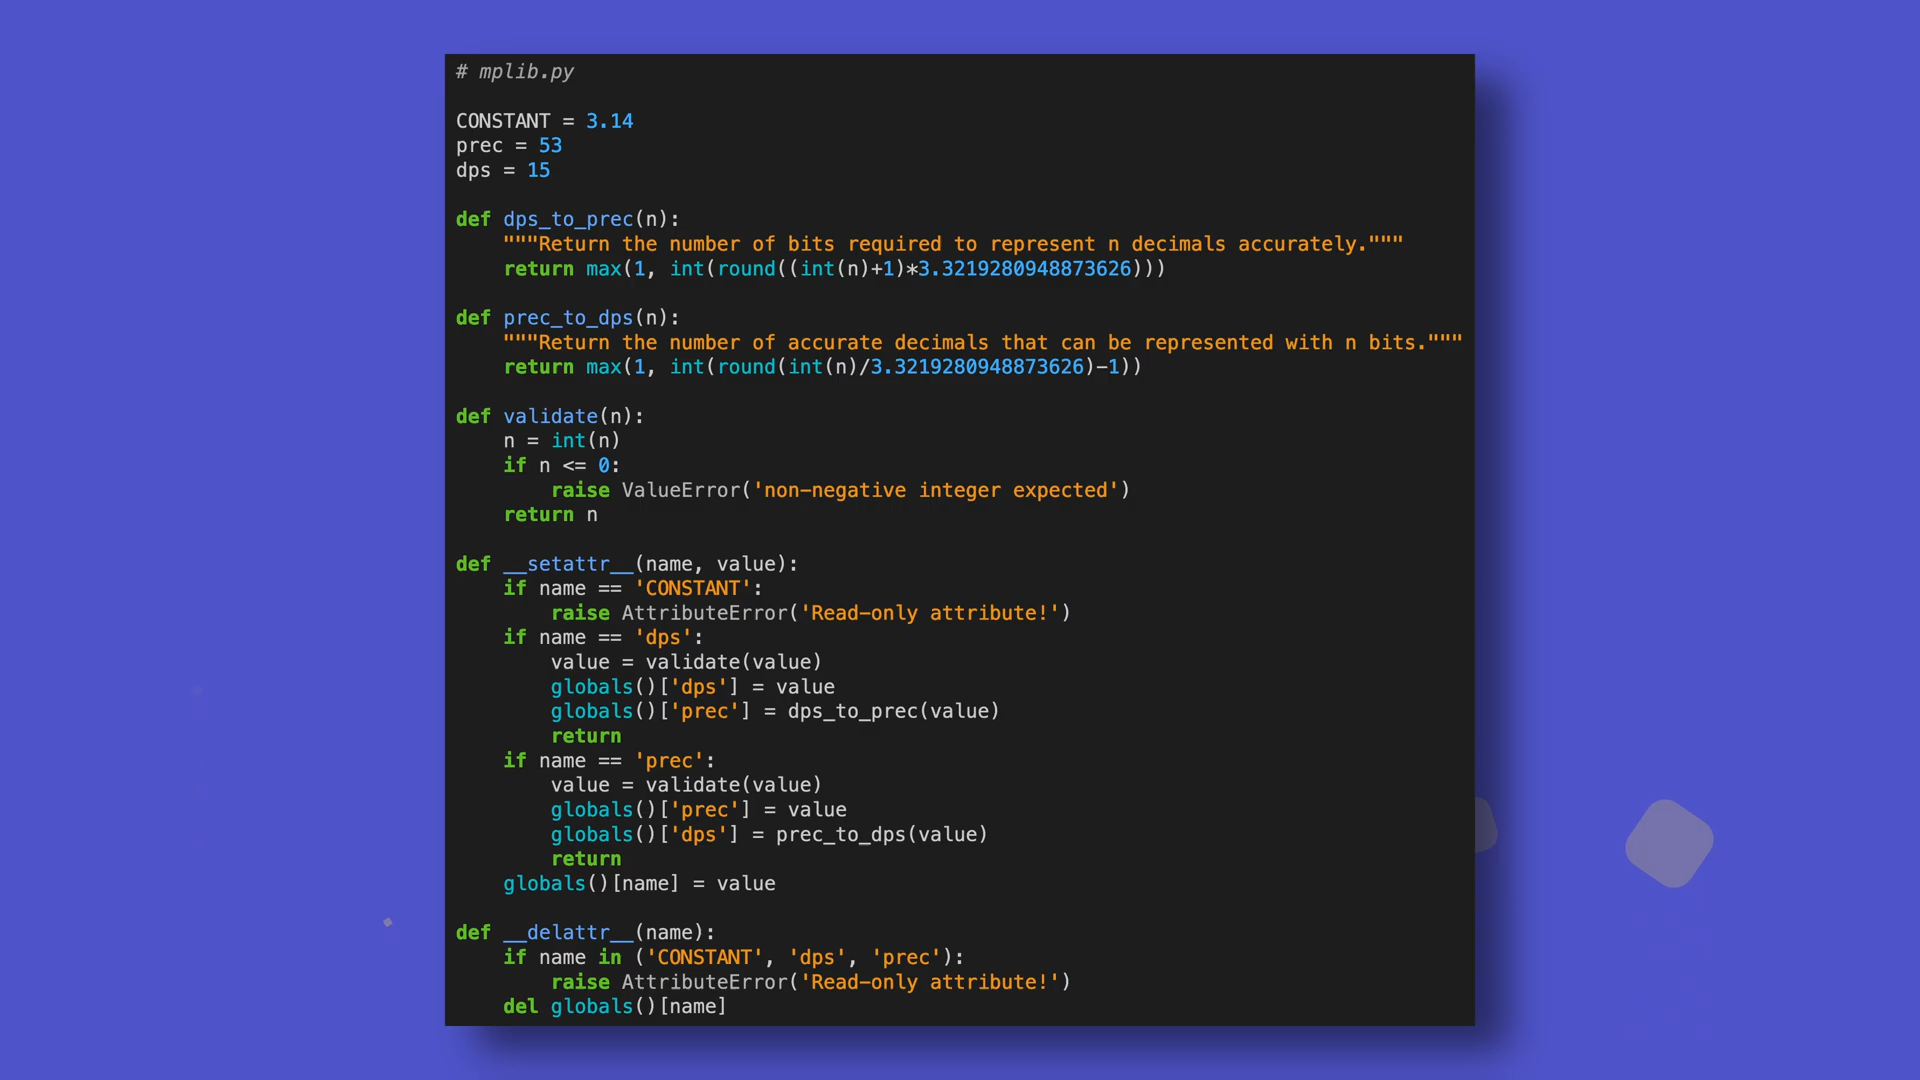 # mplib.py

CONSTANT = 3.14
prec = 53
dps = 15

def dps_to_prec(n):
    """Return the number of bits required to represent n decimals accurately."""
    return max(1, int(round((int(n)+1)*3.3219280948873626)))

def prec_to_dps(n):
    """Return the number of accurate decimals that can be represented with n bits."""
    return max(1, int(round(int(n)/3.3219280948873626)-1))

def validate(n):
    n = int(n)
    if n <= 0:
        raise ValueError('non-negative integer expected')
    return n

def __setattr__(name, value):
    if name == 'CONSTANT':
        raise AttributeError('Read-only attribute!')
    if name == 'dps':
        value = validate(value)
        globals()['dps'] = value
        globals()['prec'] = dps_to_prec(value)
        return
    if name == 'prec':
        value = validate(value)
        globals()['prec'] = value
        globals()['dps'] = prec_to_dps(value)
        return
    globals()[name] = value

def __delattr__(name):
    if name in ('CONSTANT', 'dps', 'prec'):
        raise AttributeError('Read-only attribute!')
    del globals()[name]